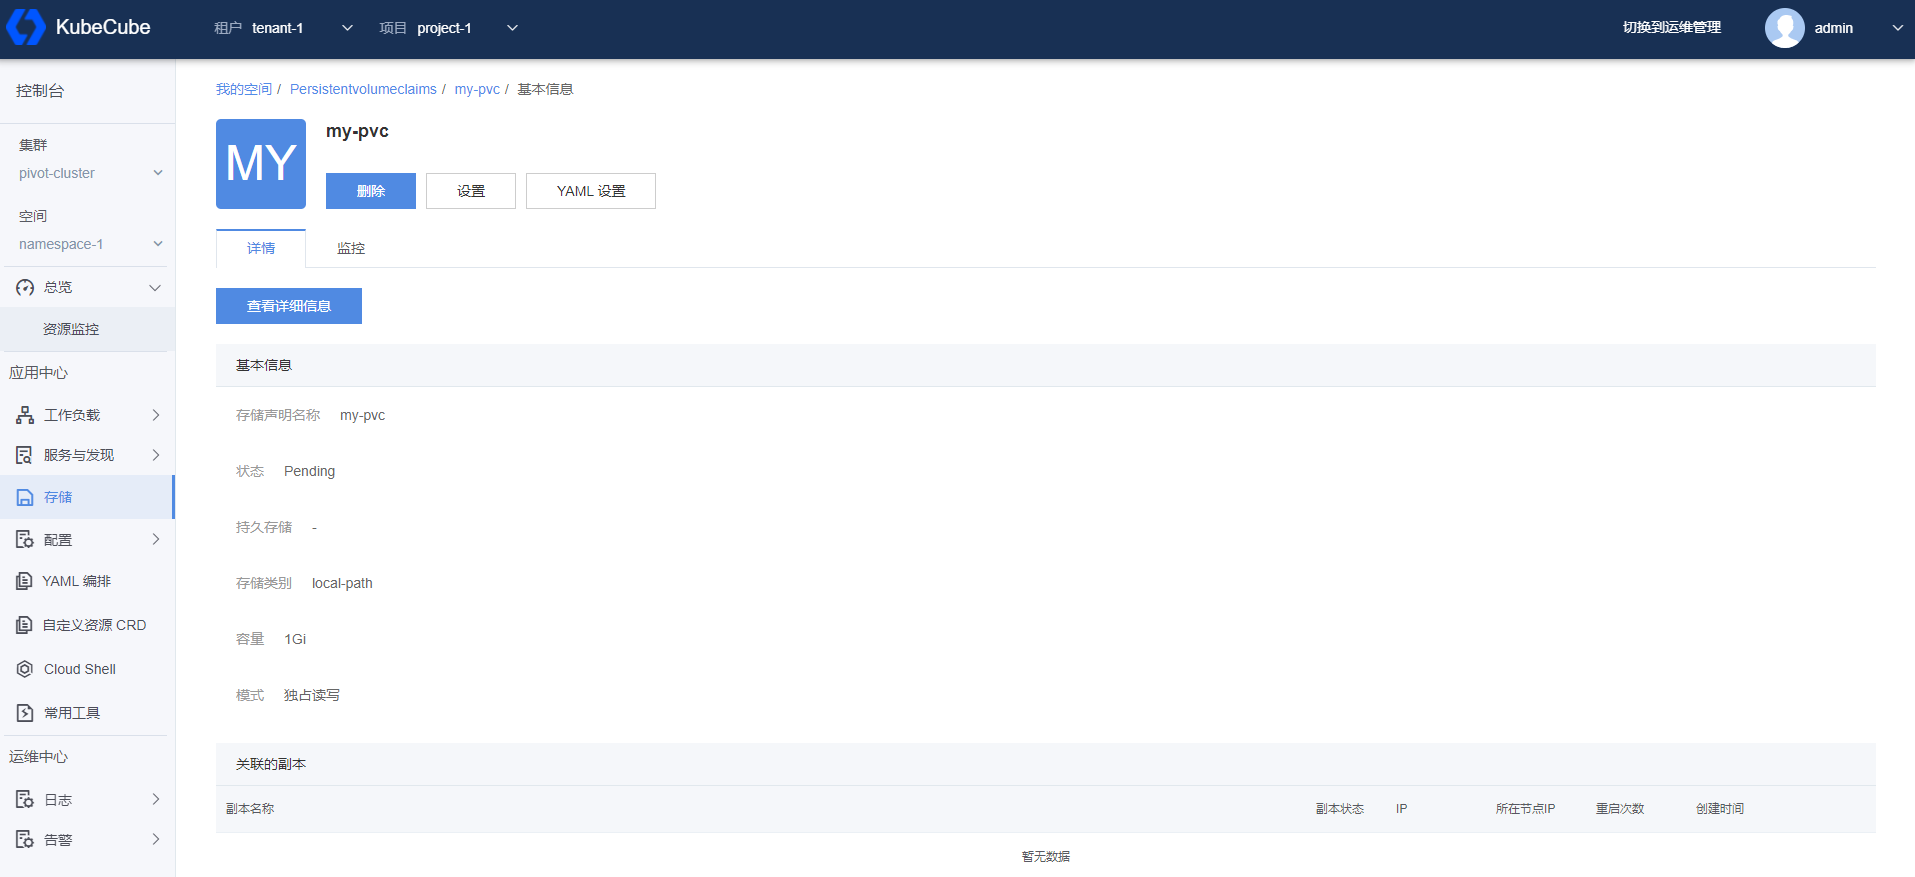 KubeCube 租户 tenant-1 项目 project-1 切换到运维管理 admin
控制台
集群
pivot-cluster
空间
namespace-1
总览
资源监控
应用中心
工作负载
服务与发现
存储
配置
YAML 编排
自定义资源 CRD
Cloud Shell
常用工具
运维中心
日志
告警
我的空间 / Persistentvolumeclaims / my-pvc / 基本信息
MY
my-pvc
删除 设置 YAML 设置
详情 监控
查看详细信息
基本信息
存储声明名称 my-pvc
状态 Pending
持久存储 -
存储类别 local-path
容量 1Gi
模式 独占读写
关联的副本
副本名称 副本状态 IP 所在节点IP 重启次数 创建时间
暂无数据